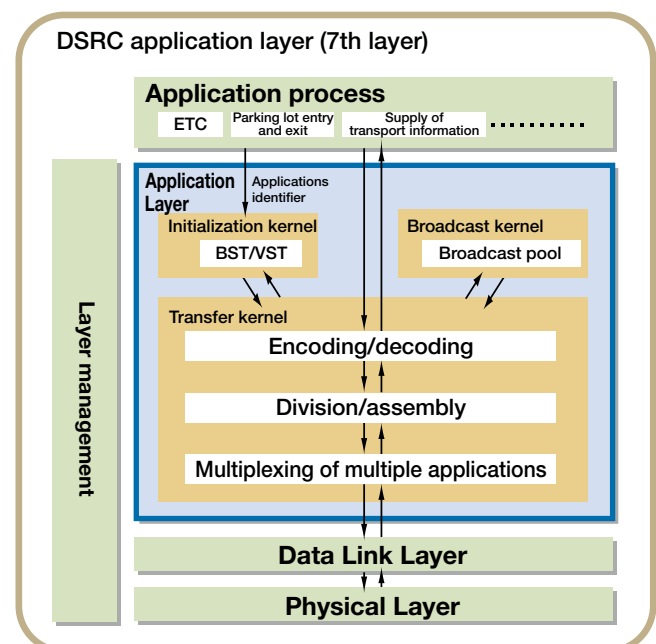 DSRC application layer (7th layer)
Application process
ETC
Parking lot entry
and exit
Supply of
transport information
Application
Layer
Applications
identifier
Initialization kernel
BST/VST
Broadcast kernel
Broadcast pool
Layer management
Transfer kernel
Encoding/decoding
Division/assembly
Multiplexing of multiple applications
Data Link Layer
Physical Layer